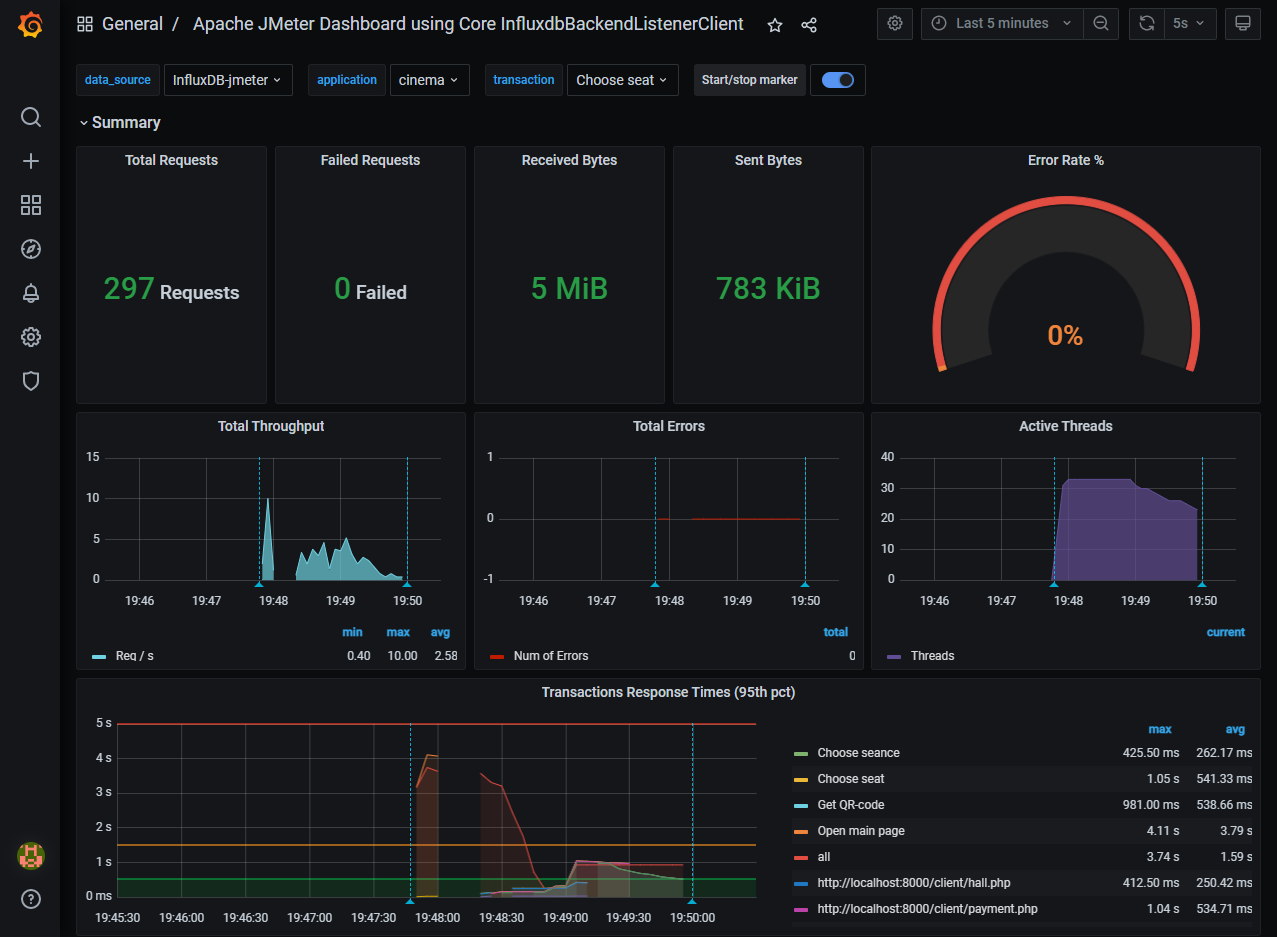 General / Apache JMeter Dashboard using Core InfluxdbBackendListenerClient Last 5 minutes 5s
data_source InfluxDB-jmeter application cinema transaction Choose seat Start/stop marker
Summary
Total Requests Failed Requests Received Bytes Sent Bytes Error Rate %
297 Requests 0 Failed 5 MiB 783 KiB
0%
Total Throughput
15
10
5
0
19:46 19:47 19:48 19:49 19:50
min max avg
Req / s 0.40 10.00 2.58
Total Errors
1
0
-1
19:46 19:47 19:48 19:49 19:50
total
Num of Errors 0
Active Threads
40
30
20
10
0
19:46 19:47 19:48 19:49 19:50
current
Threads
Transactions Response Times (95th pct)
5 s
4 s
3 s
2 s
1 s
0 ms
19:45:30 19:46:00 19:46:30 19:47:00 19:47:30 19:48:00 19:48:30 19:49:00 19:49:30 19:50:00
max avg
Choose seance 425.50 ms 262.17 ms
Choose seat 1.05 s 541.33 ms
Get QR-code 981.00 ms 538.66 ms
Open main page 4.11 s 3.79 s
all 3.74 s 1.59 s
http://localhost:8000/client/hall.php 412.50 ms 250.42 ms
http://localhost:8000/client/payment.php 1.04 s 534.71 ms